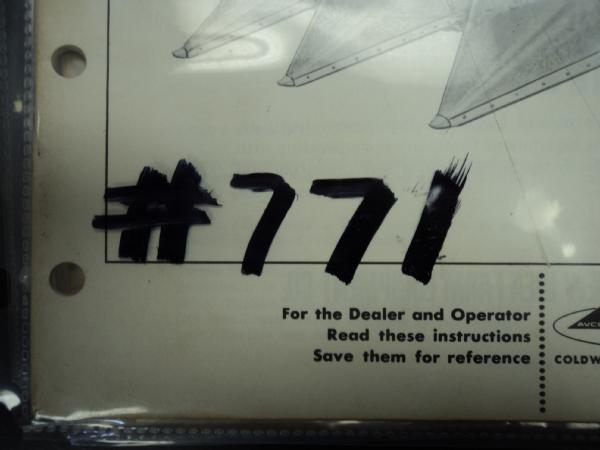 #771
For the Dealer and Operator
Read these instructions
Save them for reference